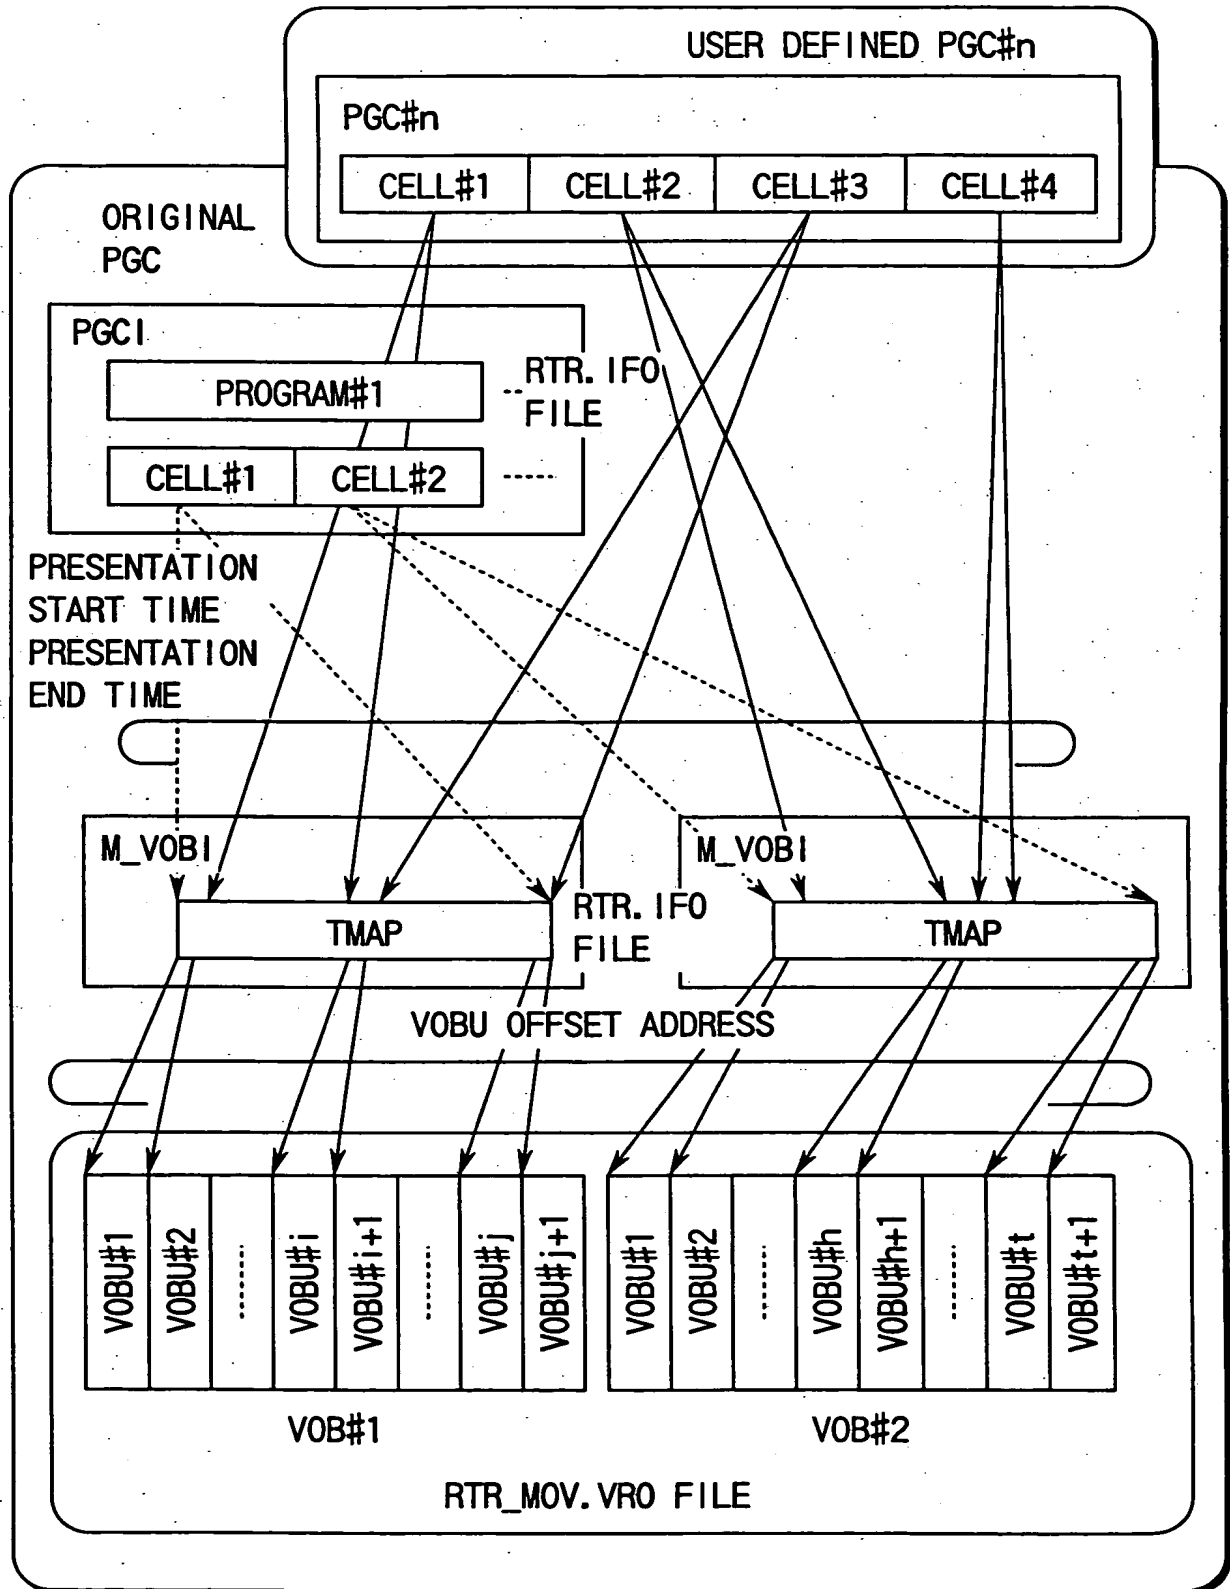 USER DEFINED PGC#n
PGC#n
CELL#1 CELL#2 CELL#3 CELL#4
ORIGINAL
PGC
PGCI
PROGRAM#1
RTR.IFO
FILE
CELL#1 CELL#2
PRESENTATION
START TIME
PRESENTATION
END TIME
M_VOBI
M_VOBI
TMAP
RTR.IFO
FILE
TMAP
VOBU OFFSET ADDRESS
VOBU#1
VOBU#2
VOBU#i
VOBU#i+1
VOBU#j
VOBU#j+1
VOBU#1
VOBU#2
VOBU#h
VOBU#h+1
VOBU#t
VOBU#t+1
VOB#1
VOB#2
RTR_MOV.VRO FILE